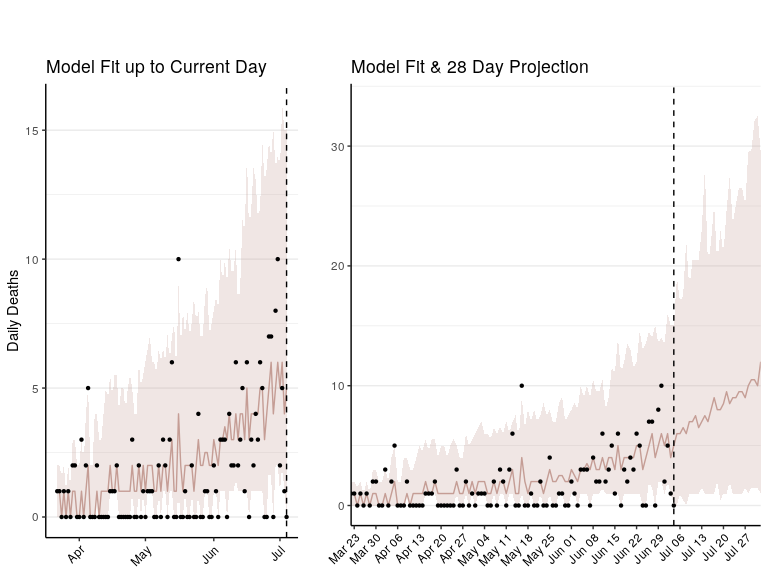 Model Fit up to Current Day
Daily Deaths
15
10
5
0
Apr
May
Jun
Jul
Model Fit & 28 Day Projection
30
20
10
0
Mar 23
Mar 30
Apr 06
Apr 13
Apr 20
Apr 27
May 04
May 11
May 18
May 25
Jun 01
Jun 08
Jun 15
Jun 22
Jun 29
Jul 06
Jul 13
Jul 20
Jul 27